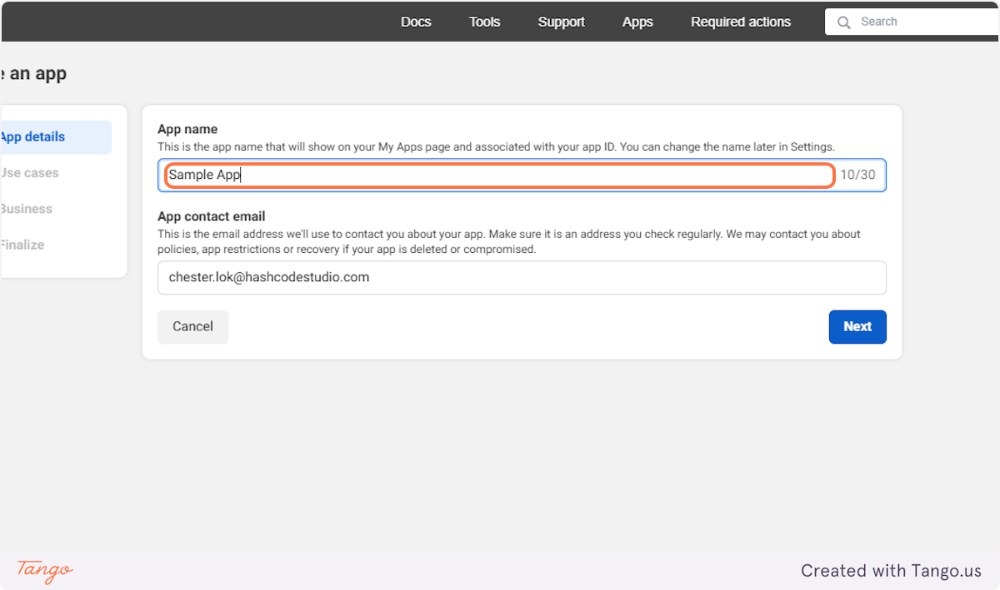 Docs Tools Support Apps Required actions Search
an app
App details
Use cases
Business
Finalize
App name
This is the app name that will show on your My Apps page and associated with your app ID. You can change the name later in Settings.
Sample App 10/30
App contact email
This is the email address we'll use to contact you about your app. Make sure it is an address you check regularly. We may contact you about
policies, app restrictions or recovery if your app is deleted or compromised.
chester.lok@hashcodestudio.com
Cancel Next
Tango Created with Tango.us